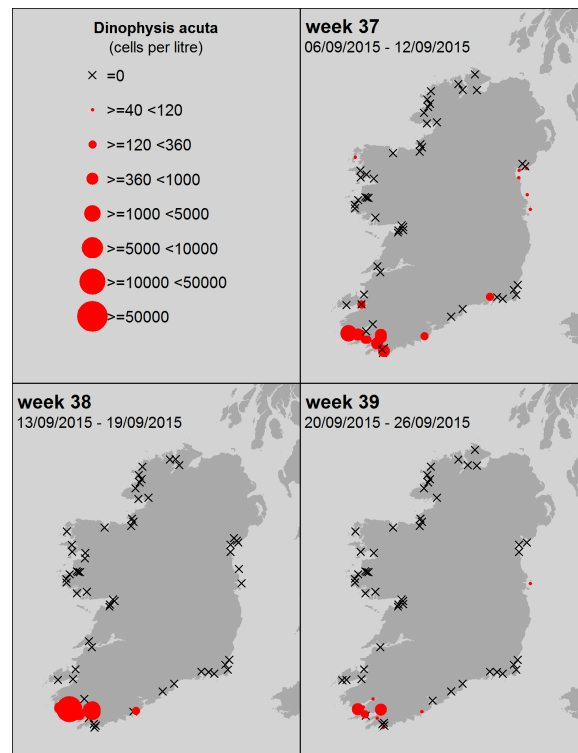 Dinophysis acuta
(cells per litre)
=0
>=40 <120
>=120 <360
>=360 <1000
>=1000 <5000
>=5000 <10000
>=10000 <50000
>=50000
week 37
06/09/2015 - 12/09/2015
week 38
13/09/2015 - 19/09/2015
week 39
20/09/2015 - 26/09/2015